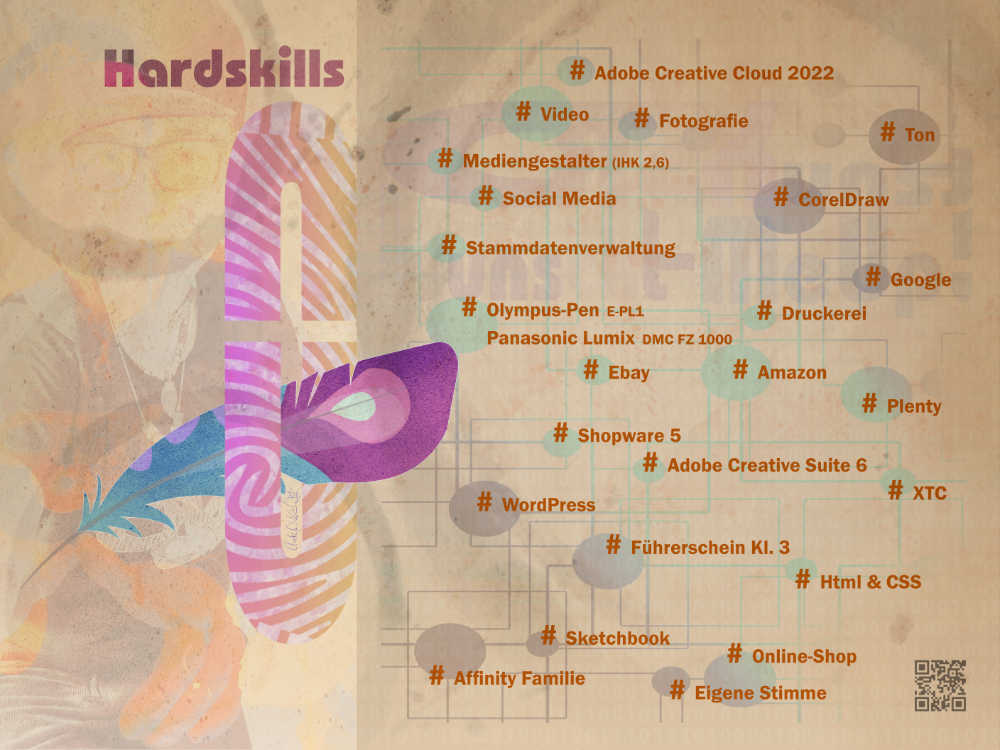 Hardskills
# Adobe Creative Cloud 2022
# Video
# Fotografie
# Ton
# Mediengestalter (IHK 2,6)
# Social Media
# CorelDraw
# Stammdatenverwaltung
# Google
# Olympus-Pen E-PL1
Panasonic Lumix DMC FZ 1000
# Druckerei
# Ebay
# Amazon
# Plenty
# Shopware 5
# Adobe Creative Suite 6
# XTC
# WordPress
# Führerschein Kl. 3
# Html & CSS
# Sketchbook
# Online-Shop
# Affinity Familie
# Eigene Stimme